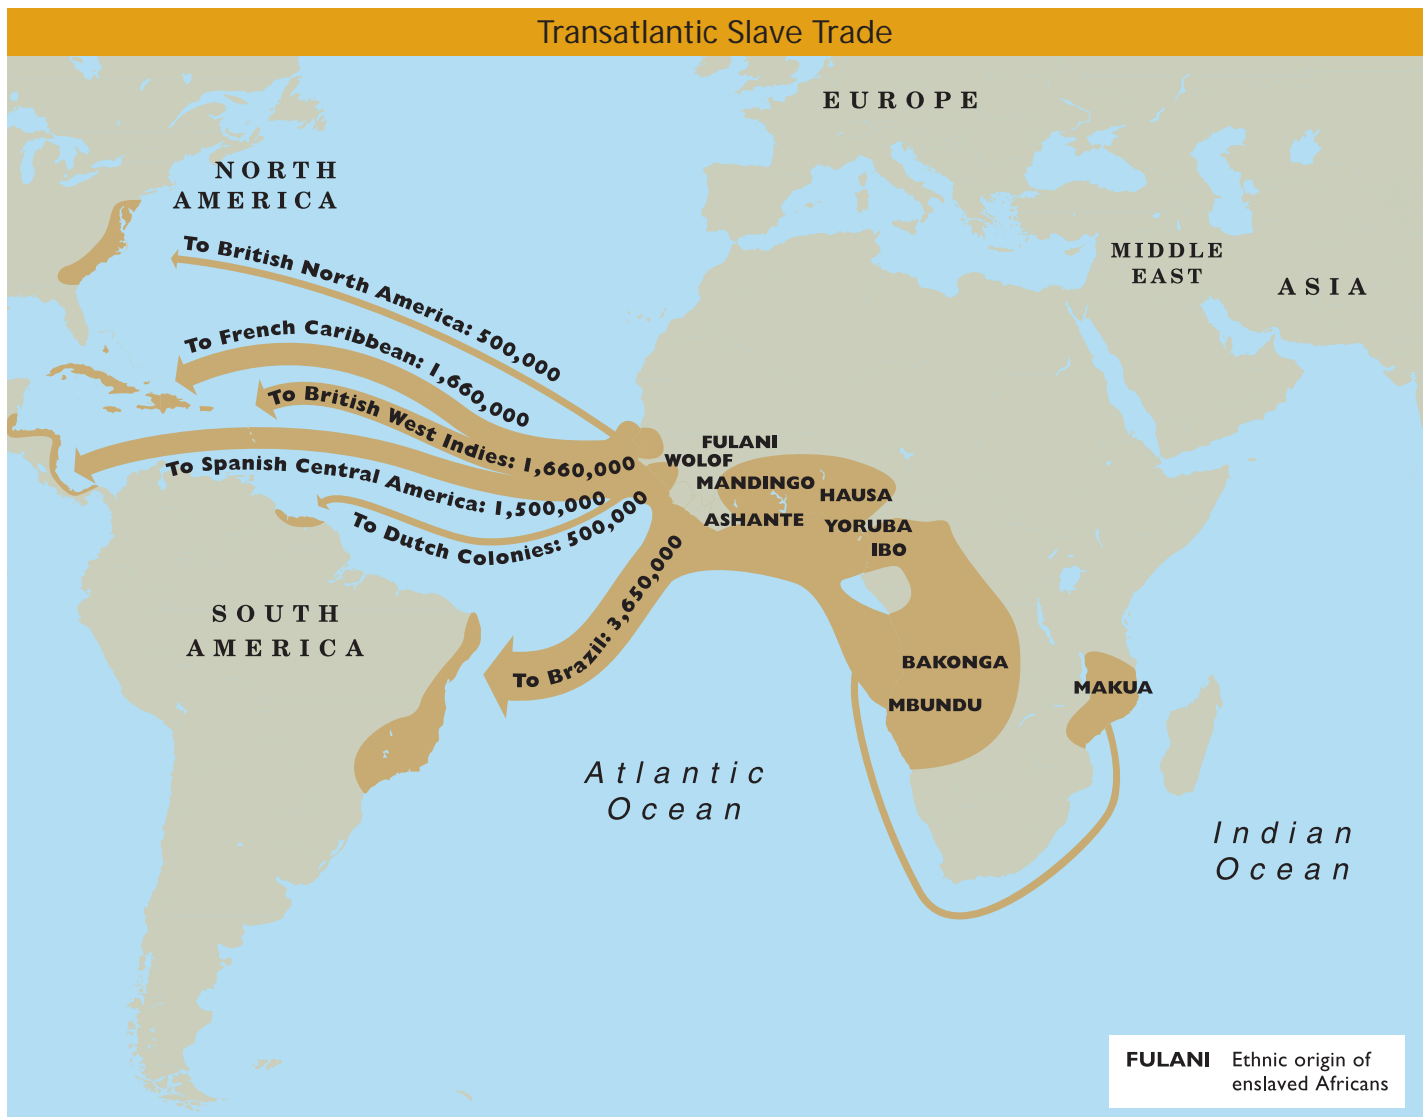 Transatlantic Slave Trade
EUROPE
NORTH
AMERICA
MIDDLE
EAST
ASIA
To British North America: 500,000
To French Caribbean: 1,660,000
To British West Indies: 1,660,000
To Spanish Central America: 1,500,000
To Dutch Colonies: 500,000
To Brazil: 3,650,000
FULANI
WOLOF
MANDINGO
HAUSA
ASHANTE
YORUBA
IBO
SOUTH
AMERICA
BAKONGA
MAKUA
MBUNDU
Atlantic
Ocean
Indian
Ocean
FULANI Ethnic origin of
enslaved Africans